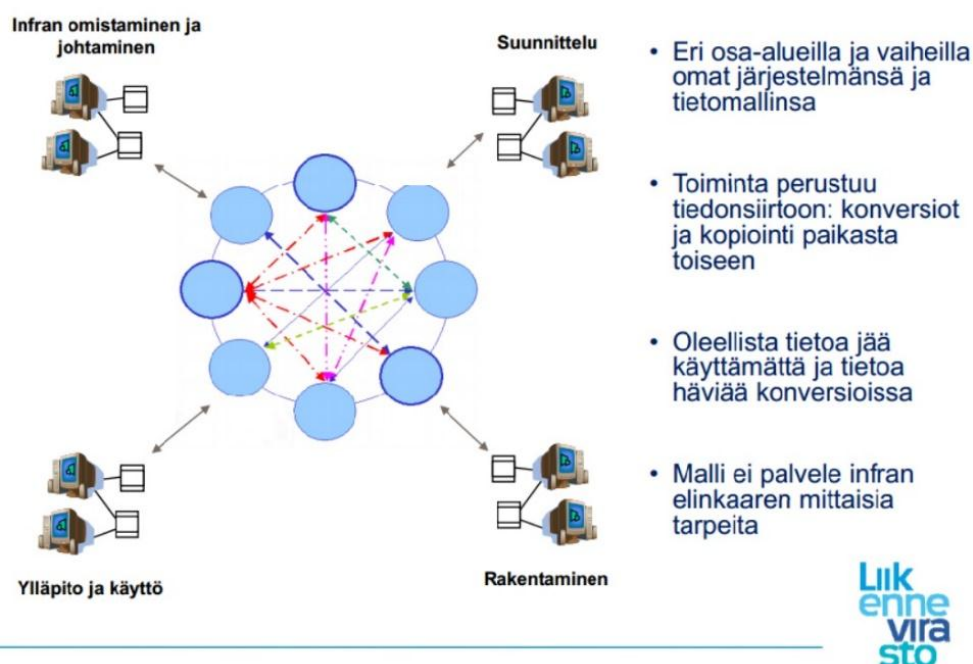 Infran omistaminen ja
johtaminen
Suunnittelu
• Eri osa-alueilla ja vaiheilla
omat järjestelmänsä ja
tietomallinsa
• Toiminta perustuu
tiedonsiirtoon: konversiot
ja kopiointi paikasta
toiseen
• Oleellista tietoa jää
käyttämättä ja tietoa
häviää konversioissa
• Malli ei palvele infran
elinkaaren mittaisia
tarpeita
Ylläpito ja käyttö
Rakentaminen
Liik
enne
vira
sto